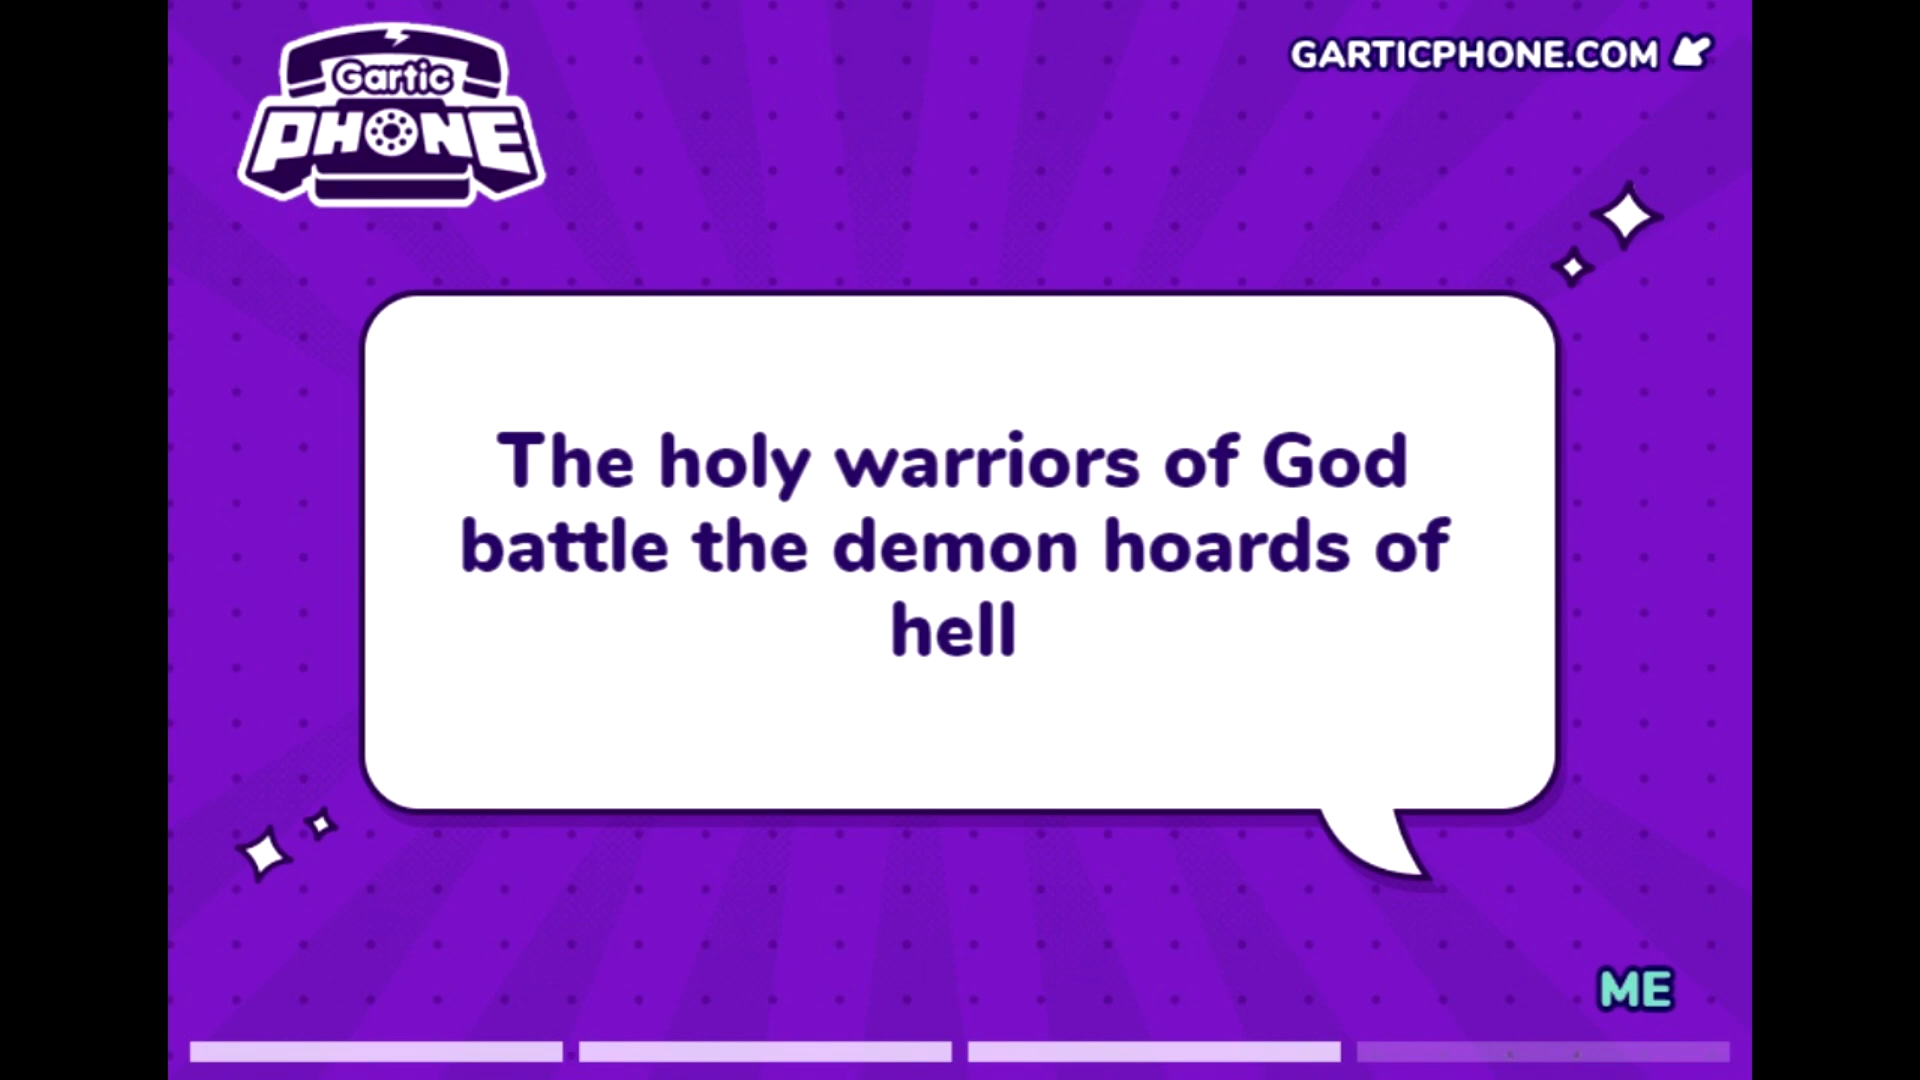 Gartic
PHONE
GARTICPHONE.COM
The holy warriors of God
battle the demon hoards of
hell
ME